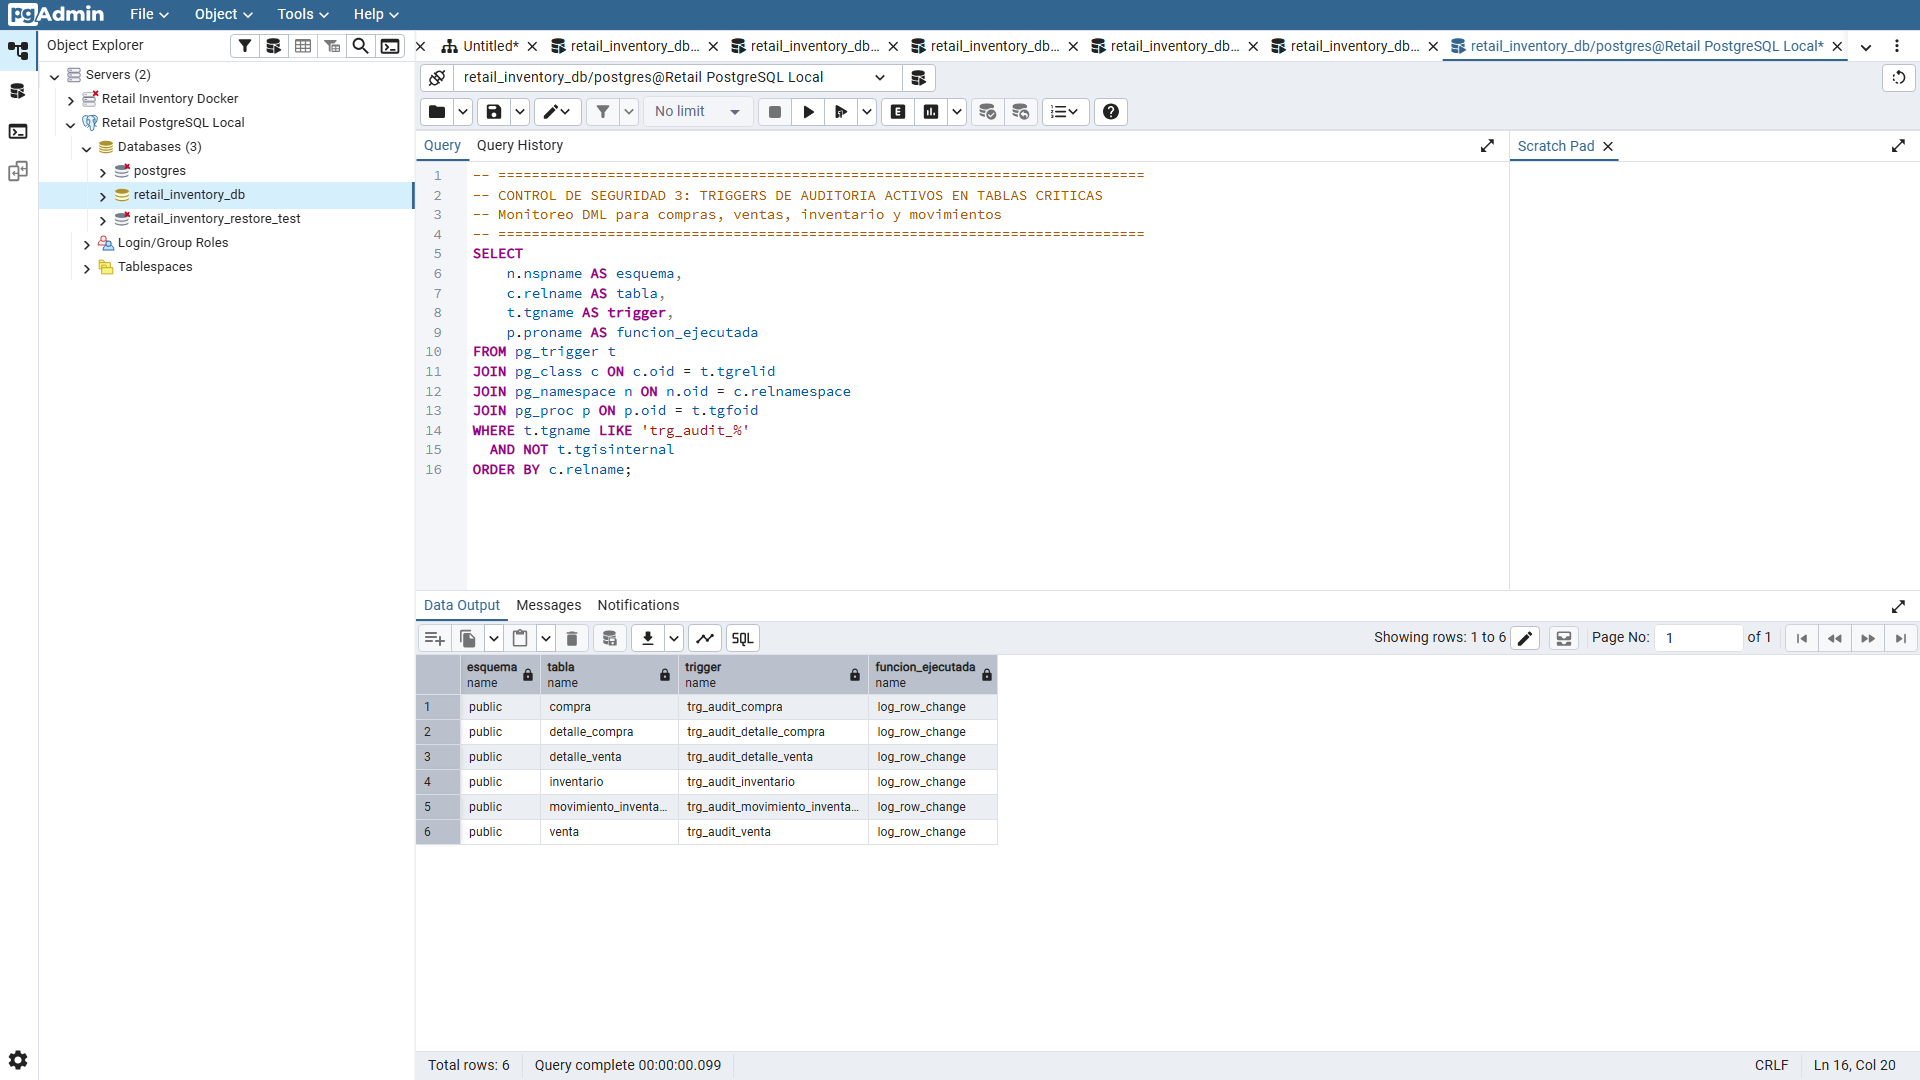 pgAdmin File Object Tools Help
Object Explorer
Untitled* retail_inventory_db... retail_inventory_db... retail_inventory_db... retail_inventory_db... retail_inventory_db... retail_inventory_db/postgres@Retail PostgreSQL Local*
Servers (2)
Retail Inventory Docker
Retail PostgreSQL Local
Databases (3)
postgres
retail_inventory_db
retail_inventory_restore_test
Login/Group Roles
Tablespaces
retail_inventory_db/postgres@Retail PostgreSQL Local
No limit
E
Query Query History
Scratch Pad
1 -- =============================================================================
2 -- CONTROL DE SEGURIDAD 3: TRIGGERS DE AUDITORIA ACTIVOS EN TABLAS CRITICAS
3 -- Monitoreo DML para compras, ventas, inventario y movimientos
4 -- =============================================================================
5 SELECT
6 n.nspname AS esquema,
7 c.relname AS tabla,
8 t.tgname AS trigger,
9 p.proname AS funcion_ejecutada
10 FROM pg_trigger t
11 JOIN pg_class c ON c.oid = t.tgrelid
12 JOIN pg_namespace n ON n.oid = c.relnamespace
13 JOIN pg_proc p ON p.oid = t.tgfoid
14 WHERE t.tgname LIKE 'trg_audit_%'
15 AND NOT t.tgisinternal
16 ORDER BY c.relname;
Data Output Messages Notifications
SQL
Showing rows: 1 to 6 Page No: 1 of 1
esquema name tabla name trigger name funcion_ejecutada name
1 public compra trg_audit_compra log_row_change
2 public detalle_compra trg_audit_detalle_compra log_row_change
3 public detalle_venta trg_audit_detalle_venta log_row_change
4 public inventario trg_audit_inventario log_row_change
5 public movimiento_inventa... trg_audit_movimiento_inventa... log_row_change
6 public venta trg_audit_venta log_row_change
Total rows: 6 Query complete 00:00:00.099 CRLF Ln 16, Col 20